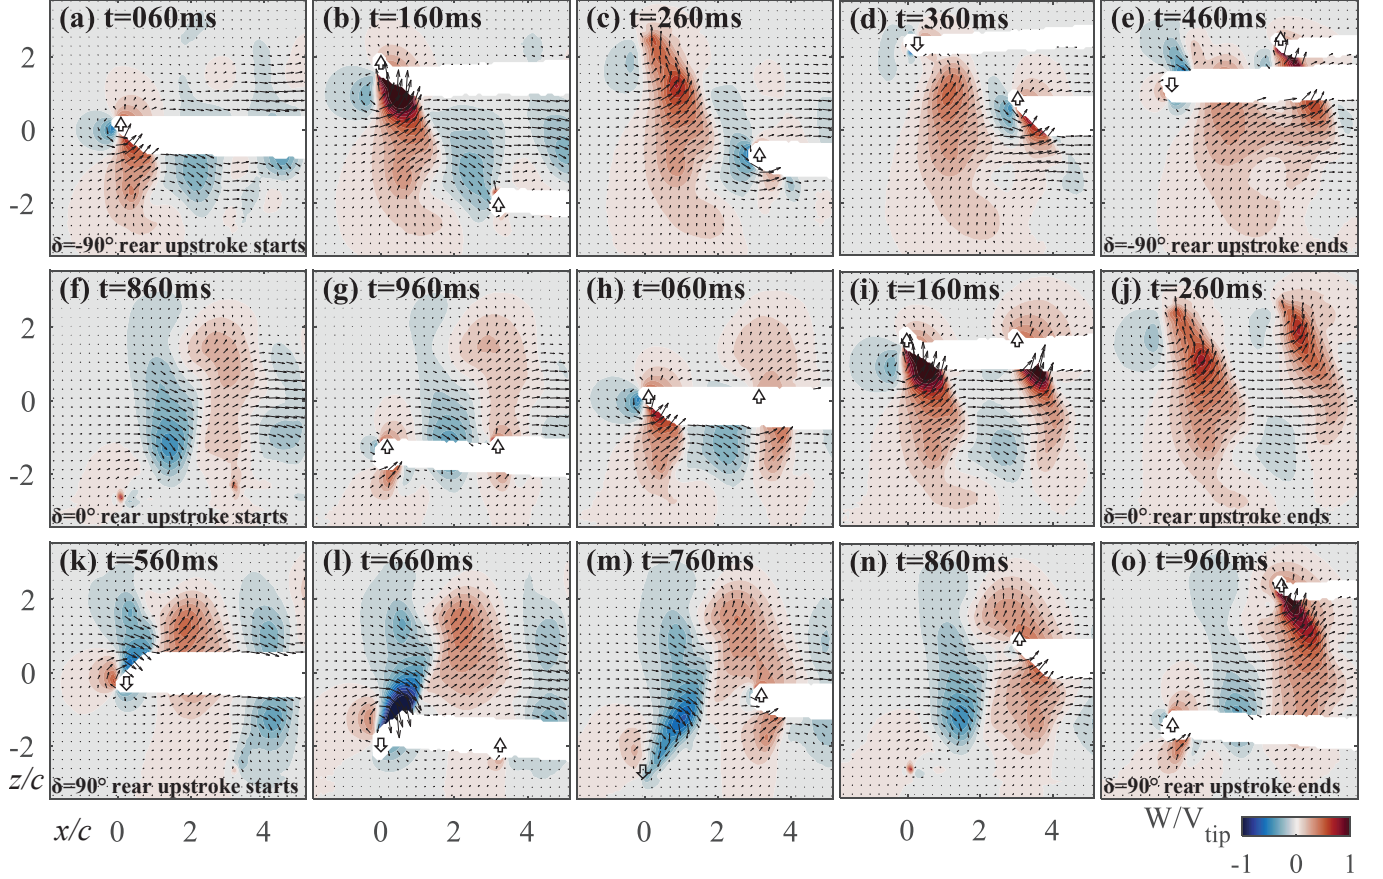 (a) t=060ms
(b) t=160ms
(c) t=260ms
(d) t=360ms
(e) t=460ms
2
0
-2
δ=-90° rear upstroke starts
δ=-90° rear upstroke ends
(f) t=860ms
(g) t=960ms
(h) t=060ms
(i) t=160ms
(j) t=260ms
2
0
-2
δ=0° rear upstroke starts
δ=0° rear upstroke ends
(k) t=560ms
(l) t=660ms
(m) t=760ms
(n) t=860ms
(o) t=960ms
2
0
-2
z/c
δ=90° rear upstroke starts
δ=90° rear upstroke ends
x/c 0 2 4
0 2 4
0 2 4
0 2 4
W/Vtip
-1 0 1